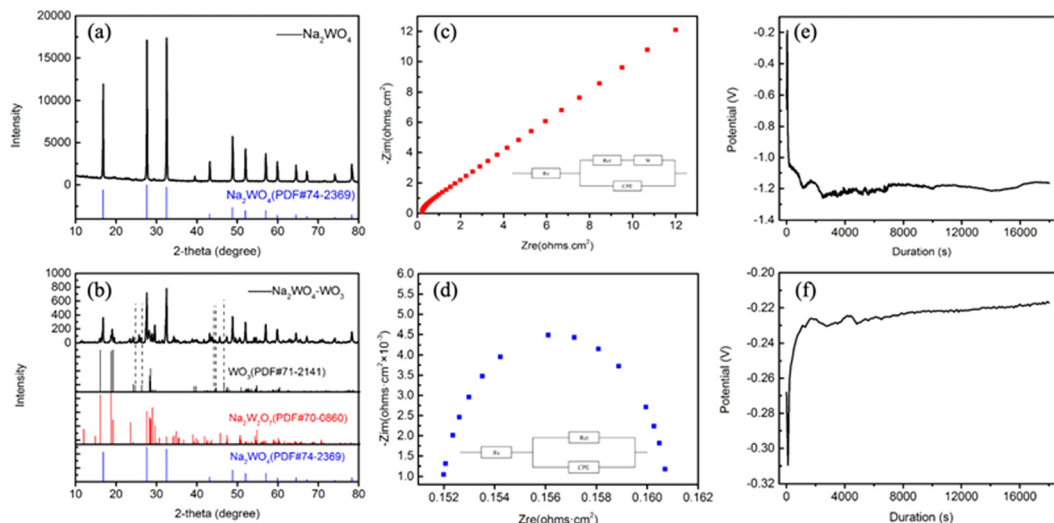 (a)
Na₂WO₄
20000
15000
10000
5000
0
Intensity
Na₂WO₄(PDF#74-2369)
10 20 30 40 50 60 70 80
2-theta (degree)
(b)
Na₂WO₄-WO₃
1000
800
600
400
200
0
Intensity
WO₃(PDF#71-2141)
Na₂W₂O₇(PDF#70-0860)
Na₂WO₄(PDF#74-2369)
10 20 30 40 50 60 70 80
2-theta (degree)
(c)
12
10
8
6
4
2
0
-Zim(ohms.cm²)
Rs
Rct
W
CPE
0 2 4 6 8 10 12
Zre(ohms.cm²)
(d)
6.0
5.5
5.0
4.5
4.0
3.5
3.0
2.5
2.0
1.5
1.0
-Zim(ohms·cm²×10⁻³)
Rs
Rct
CPE
0.152 0.154 0.156 0.158 0.160 0.162
Zre(ohms·cm²)
(e)
-0.2
-0.4
-0.6
-0.8
-1.0
-1.2
-1.4
Potential (V)
0 4000 8000 12000 16000
Duration (s)
(f)
-0.20
-0.22
-0.24
-0.26
-0.28
-0.30
-0.32
Potential (V)
0 4000 8000 12000 16000
Duration (s)